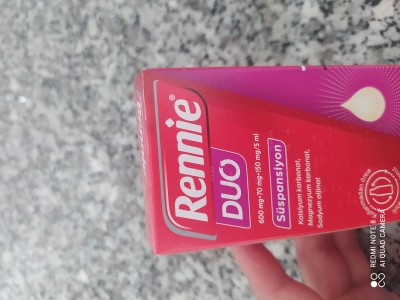 Rennie®
DUO
600 mg+70 mg+150 mg/5 ml
Süspansiyon
Kalsiyum karbonat,
Magnezyum karbonat,
Sodyum aljinat
REDMI NOTE 8
AI QUAD CAMERA